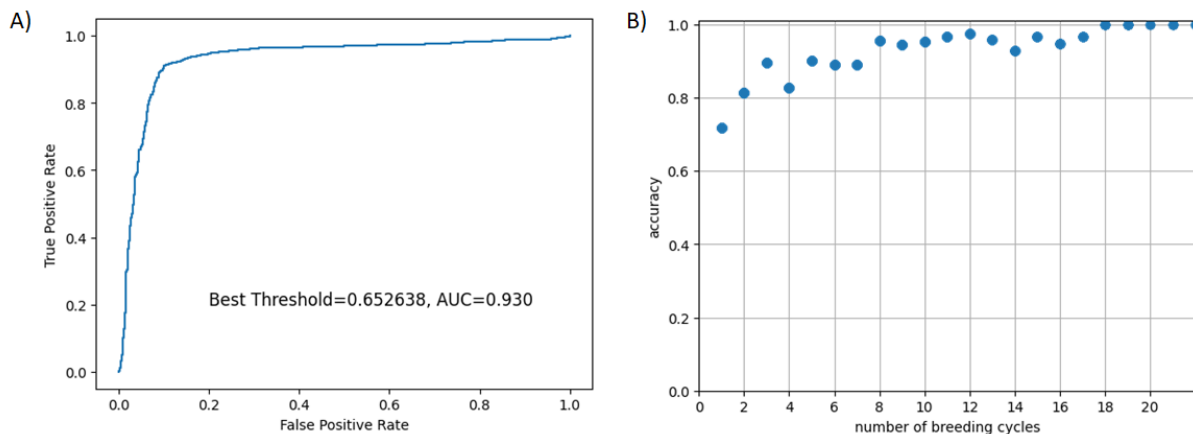 A)
1.0
0.8
0.6
0.4
0.2
0.0
True Positive Rate
Best Threshold=0.652638, AUC=0.930
0.0 0.2 0.4 0.6 0.8 1.0
False Positive Rate
B)
1.0
0.8
0.6
0.4
0.2
0.0
accuracy
0 2 4 6 8 10 12 14 16 18 20
number of breeding cycles